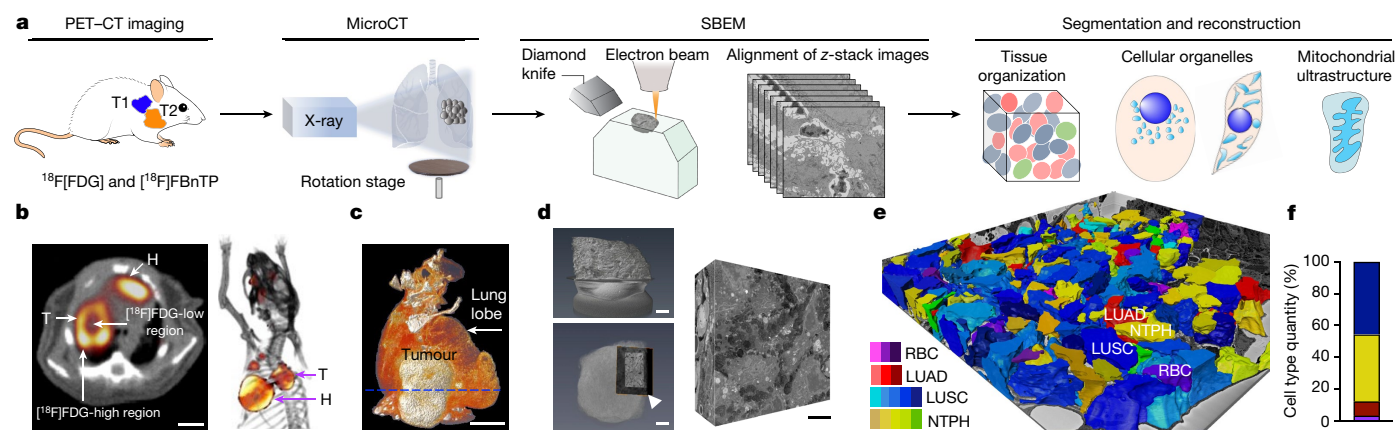 a
PET–CT imaging
MicroCT
SBEM
Segmentation and reconstruction
T1
T2
¹⁸F[FDG] and [¹⁸F]FBnTP
X-ray
Rotation stage
Diamond
knife
Electron beam
Alignment of z-stack images
Tissue
organization
Cellular organelles
Mitochondrial
ultrastructure
b
H
T
[¹⁸F]FDG-low
region
[¹⁸F]FDG-high region
T
H
c
Lung
lobe
Tumour
d
e
LUAD
NTPH
LUSC
RBC
RBC
LUAD
LUSC
NTPH
f
Cell type quantity (%)
100
80
60
40
20
0